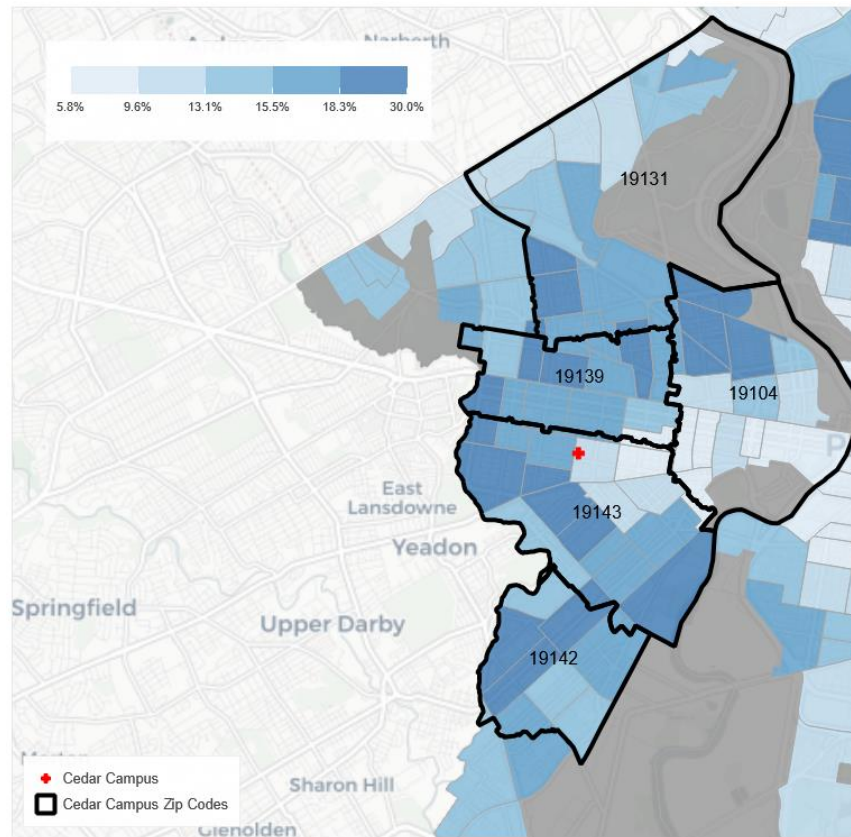 Narberth
5.8%
9.6%
13.1%
15.5%
18.3%
30.0%
19131
19139
19104
East
Lansdowne
19143
Yeadon
Springfield
Upper Darby
19142
Cedar Campus
Sharon Hill
Cedar Campus Zip Codes
Glenolden